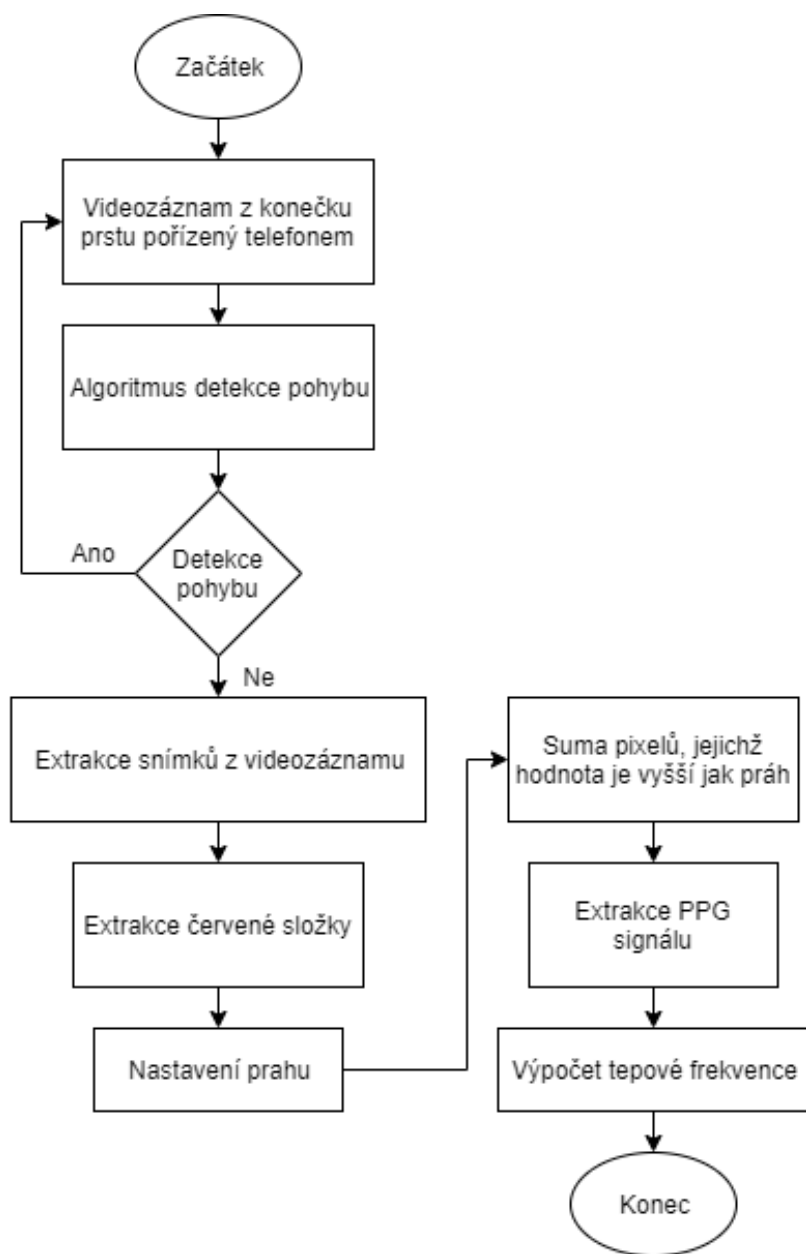 Začátek
Videozáznam z konečku
prstu pořízený telefonem
Algoritmus detekce pohybu
Detekce
pohybu
Ano
Ne
Extrakce snímků z videozáznamu
Extrakce červené složky
Nastavení prahu
Suma pixelů, jejichž
hodnota je vyšší jak práh
Extrakce PPG
signálu
Výpočet tepové frekvence
Konec